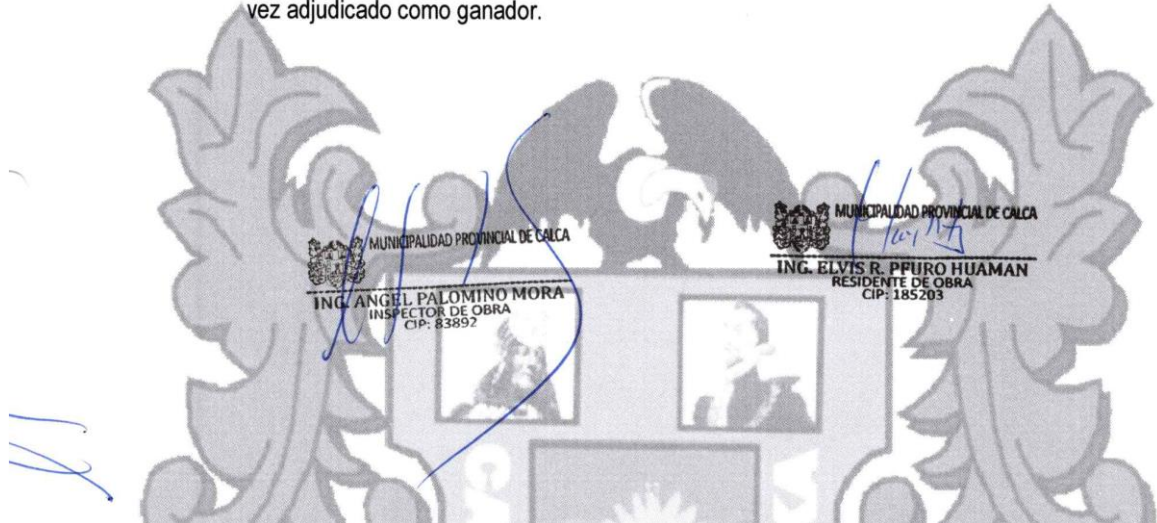 vez adjudicado como ganador.
MUNICIPALIDAD PROVINCIAL DE CALCA
ING. ANGEL PALOMINO MORA
INSPECTOR DE OBRA
CIP: 83892
MUNICIPALIDAD PROVINCIAL DE CALCA
ING. ELVIS R. PFURO HUAMAN
RESIDENTE DE OBRA
CIP: 185203